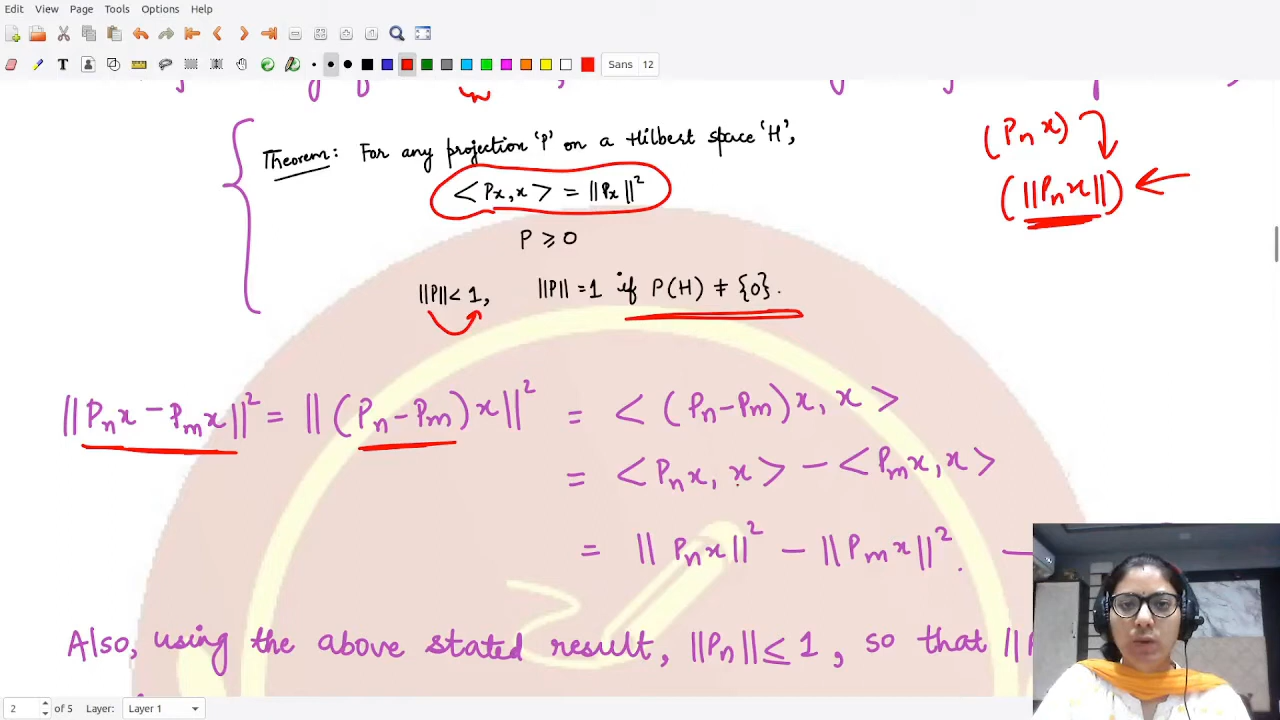 Edit View Page Tools Options Help
Sans 12
Theorem: For any projection 'P' on a Hilbert space 'H',
<Px, x> = ||Px||²
P ≥ 0
||P|| < 1, ||P|| = 1 if P(H) ≠ {0}.
(Pₙx)
(||Pₙx||)
||Pₙx − Pₘx||² = ||(Pₙ−Pₘ)x||² = <(Pₙ−Pₘ)x, x>
= <Pₙx, x> − <Pₘx, x>
= ||Pₙx||² − ||Pₘx||². —
Also, using the above stated result, ||Pₙ|| ≤ 1, so that ||P
2 of 5 Layer: Layer 1